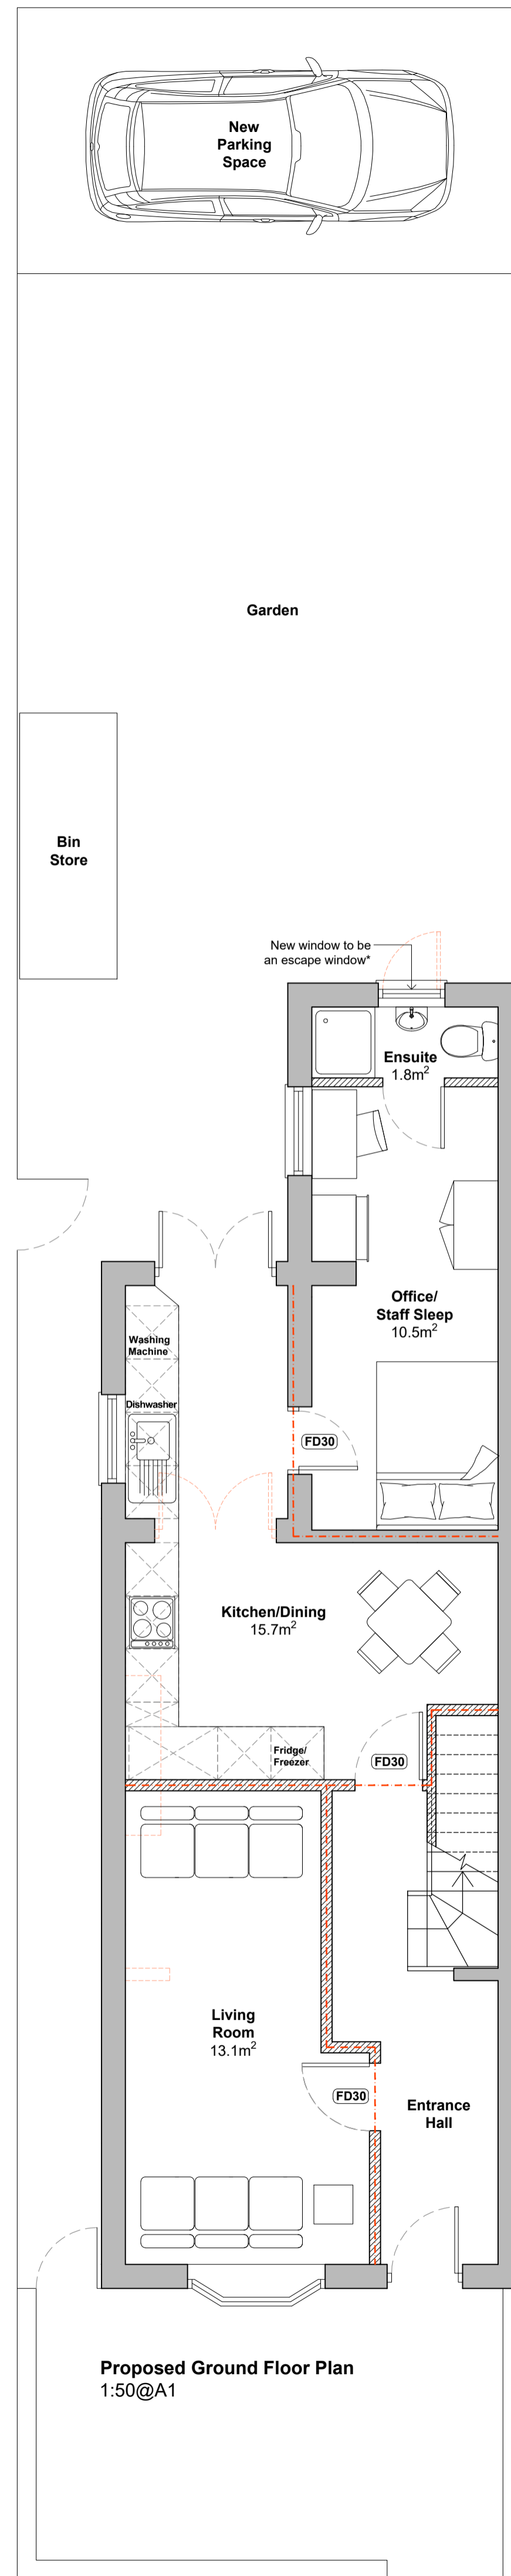 New
Parking
Space
Garden
Bin
Store
New window to be
an escape window*
Ensuite
1.8m²
Office/
Staff Sleep
10.5m²
Washing
Machine
Dishwasher
FD30
Kitchen/Dining
15.7m²
Fridge/
Freezer
FD30
Living
Room
13.1m²
FD30
Entrance
Hall
Proposed Ground Floor Plan
1:50@A1